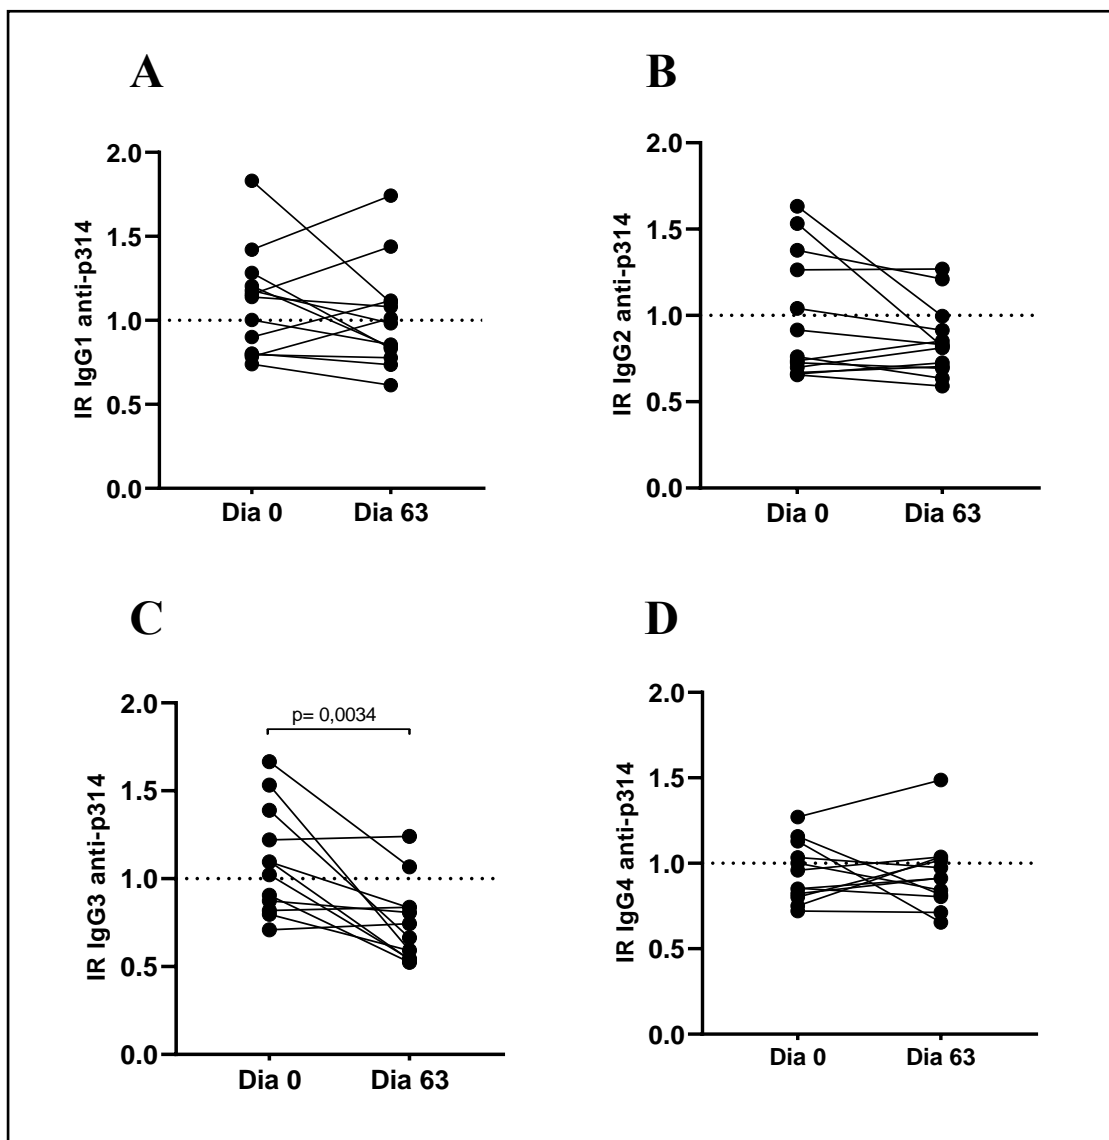 A
B
IR IgG1 anti-p314
2.0
1.5
1.0
0.5
0.0
Dia 0 Dia 63
IR IgG2 anti-p314
2.0
1.5
1.0
0.5
0.0
Dia 0 Dia 63
C
D
IR IgG3 anti-p314
2.0
1.5
1.0
0.5
0.0
p= 0,0034
Dia 0 Dia 63
IR IgG4 anti-p314
2.0
1.5
1.0
0.5
0.0
Dia 0 Dia 63